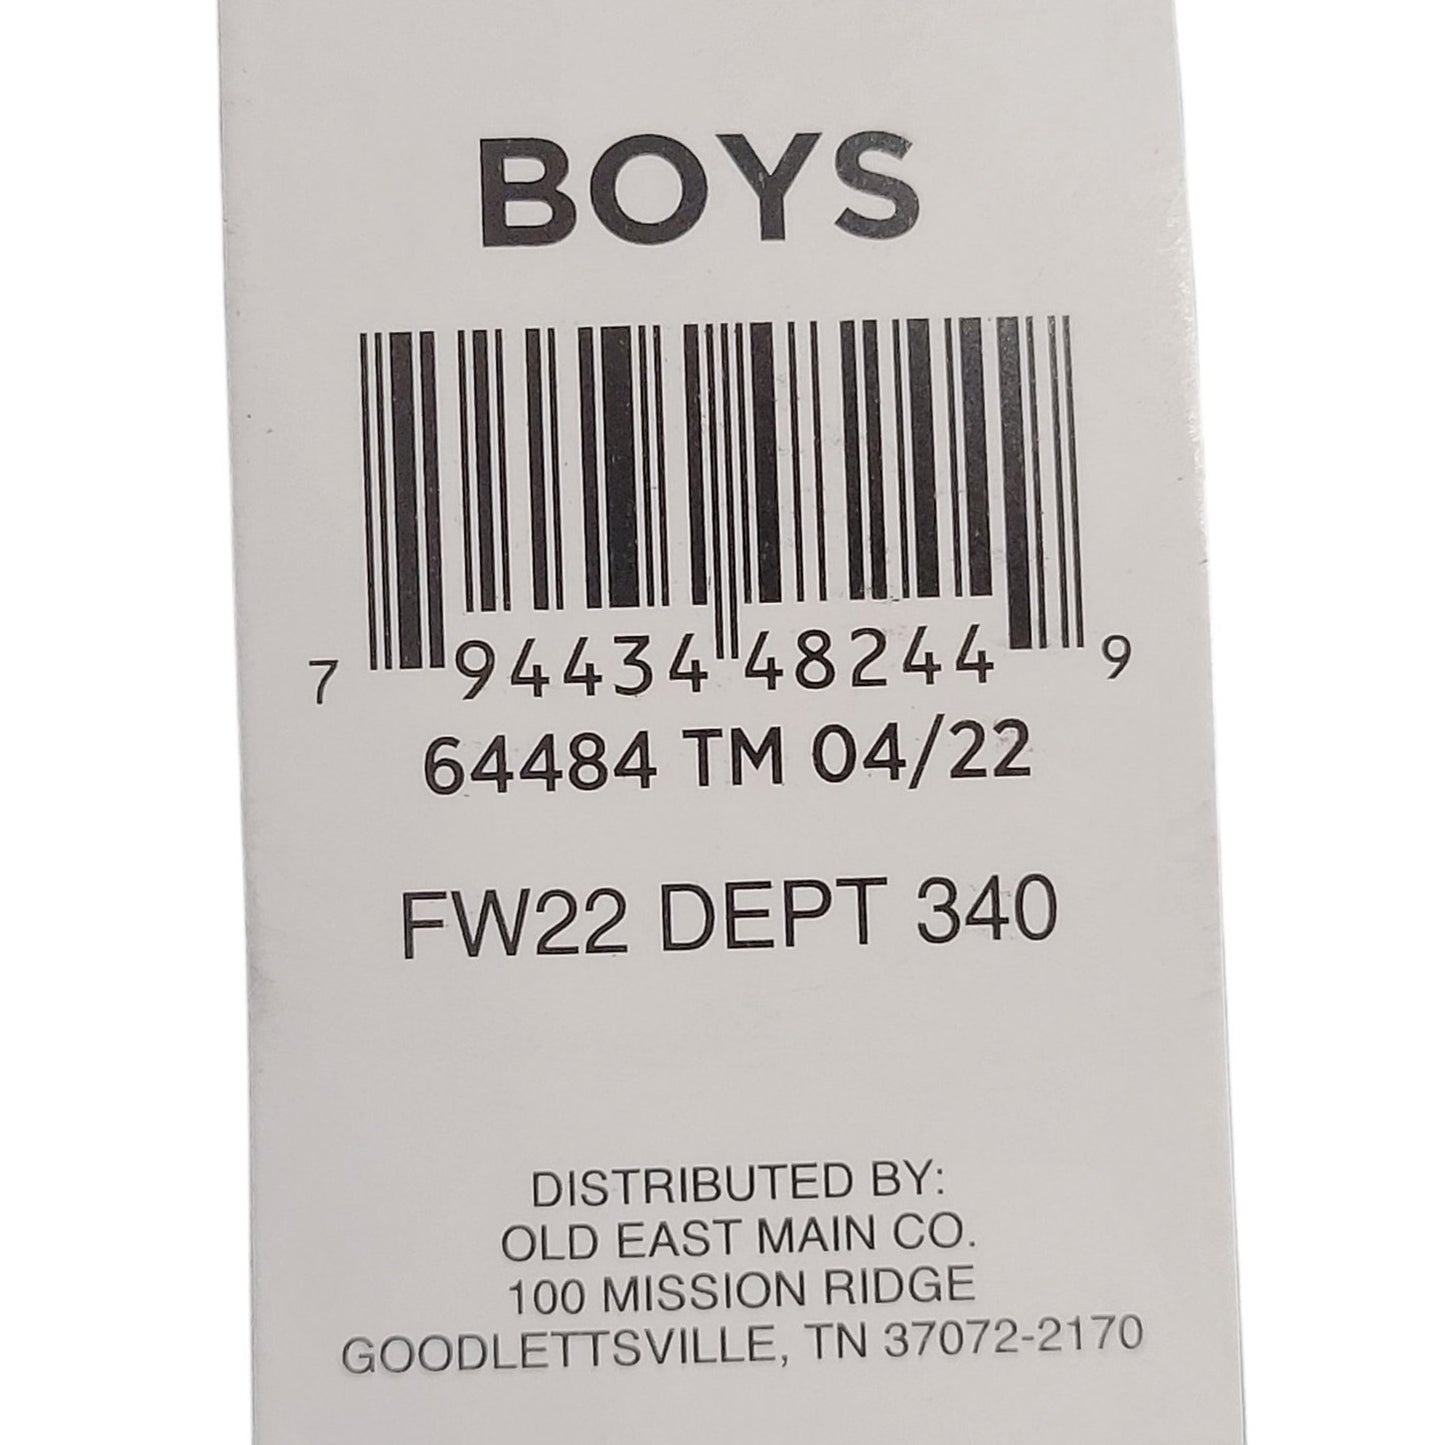 BOYS
7 94434 48244 9
64484 TM 04/22
FW22 DEPT 340
DISTRIBUTED BY:
OLD EAST MAIN CO.
100 MISSION RIDGE
GOODLETTSVILLE, TN 37072-2170